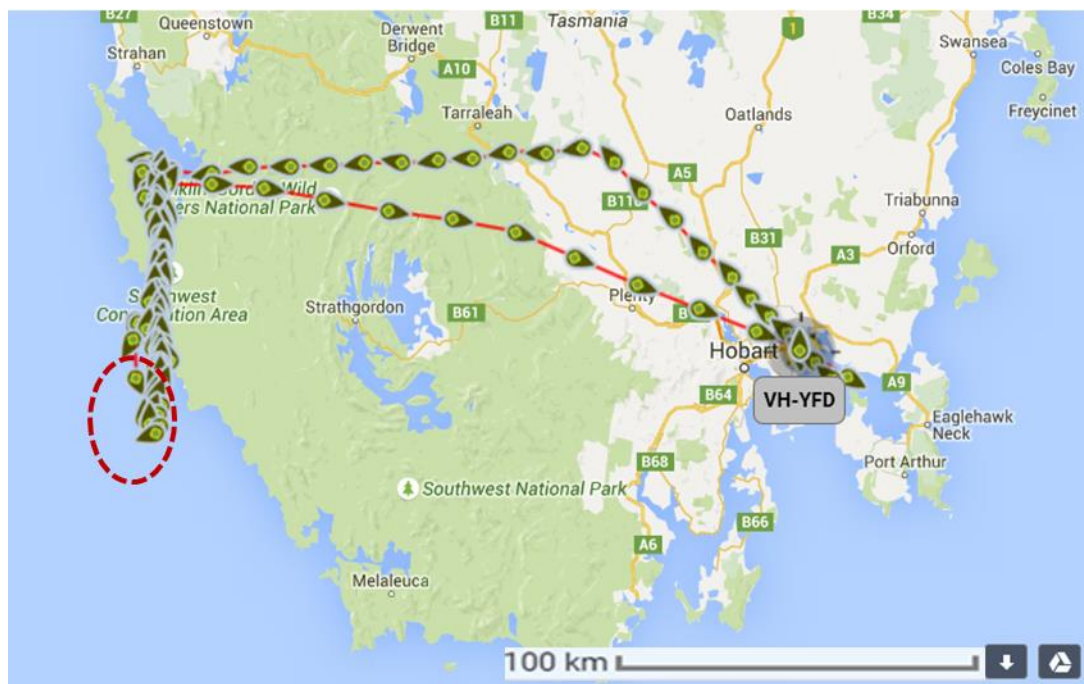 B27
Queenstown
Strahan
Derwent
Bridge
A10
Tarraleah
B11
Tasmania
1
B34
Swansea
Coles Bay
Freycinet
Oatlands
A5
B31
Triabunna
Orford
A3
Wild
ers National Park
Southwest
Conservation Area
Strathgordon
B61
Plenty
Hobart
VH-YFD
B64
A9
Eaglehawk
Neck
Port Arthur
B68
Southwest National Park
B66
A6
Melaleuca
100 km